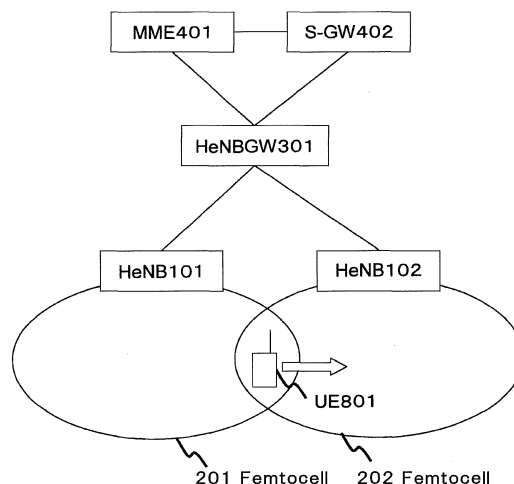 MME401
S-GW402
HeNBGW301
HeNB101
HeNB102
UE801
201 Femtocell
202 Femtocell